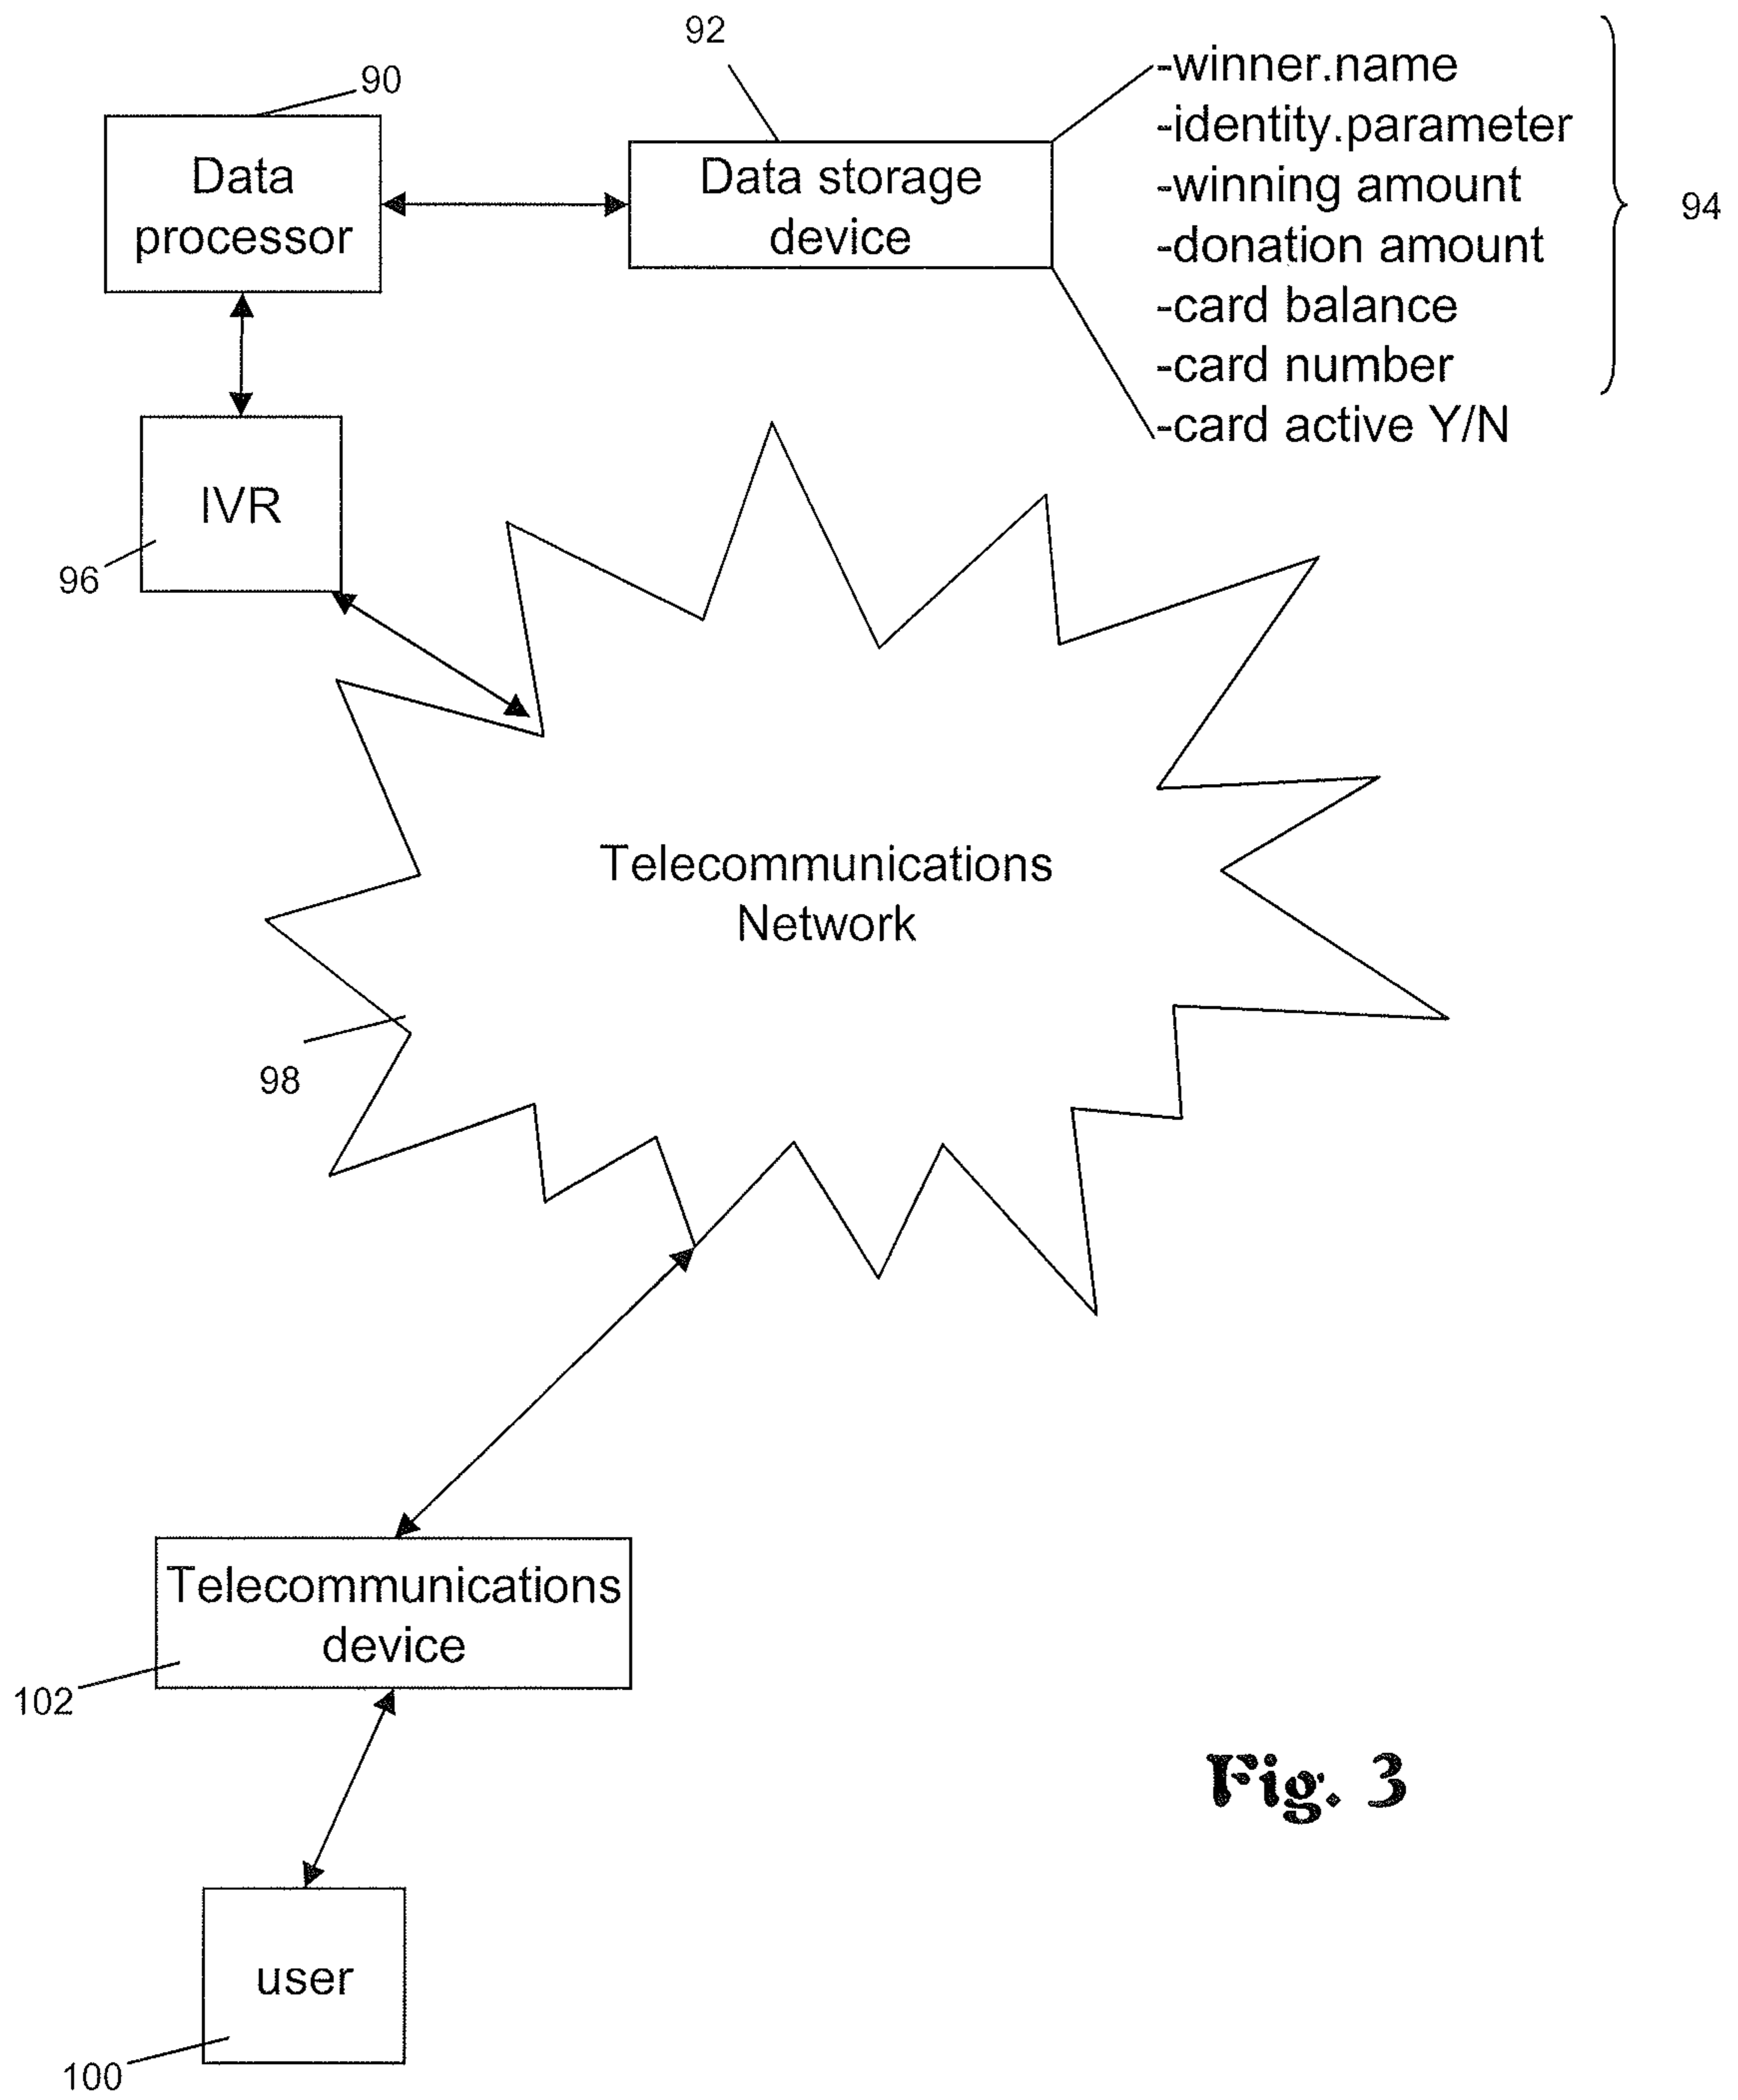 92
90
-winner.name
-identity.parameter
-winning amount
-donation amount
-card balance
-card number
-card active Y/N
94
Data
processor
Data storage
device
IVR
96
Telecommunications
Network
98
Telecommunications
device
102
user
100
Fig. 3